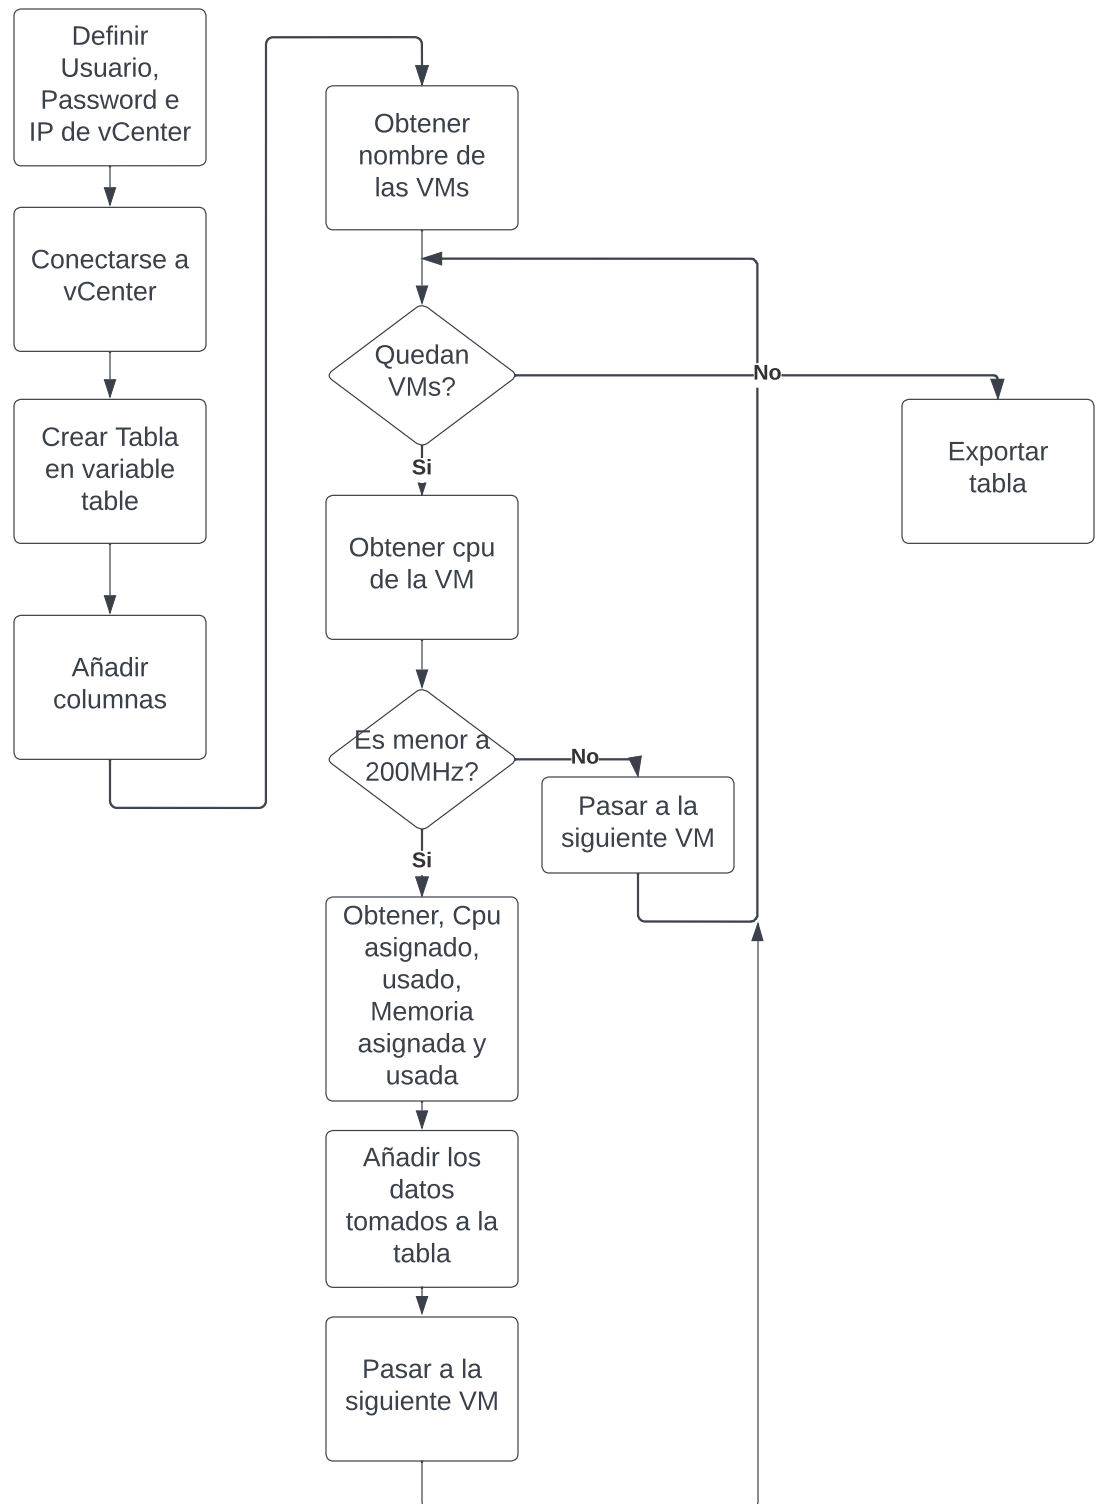 Definir
Usuario,
Password e
IP de vCenter
Conectarse a
vCenter
Crear Tabla
en variable
table
Añadir
columnas
Obtener
nombre de
las VMs
Quedan
VMs?
No
Exportar
tabla
Si
Obtener cpu
de la VM
Es menor a
200MHz?
No
Pasar a la
siguiente VM
Si
Obtener, Cpu
asignado,
usado,
Memoria
asignada y
usada
Añadir los
datos
tomados a la
tabla
Pasar a la
siguiente VM